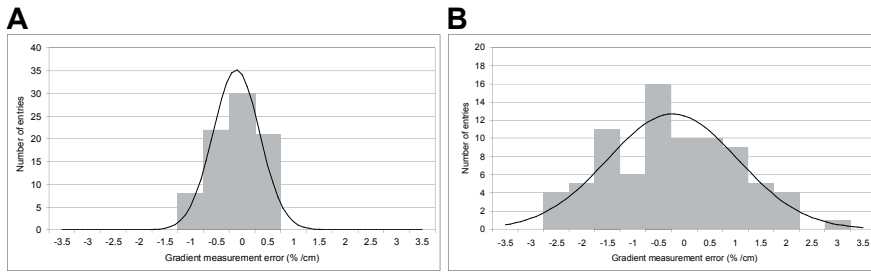 A
40
35
30
25
20
15
10
5
0
Number of entries
-3.5 -3 -2.5 -2 -1.5 -1 -0.5 0 0.5 1 1.5 2 2.5 3 3.5
Gradient measurement error (% /cm)
B
20
18
16
14
12
10
8
6
4
2
0
Number of entries
-3.5 -3 -2.5 -2 -1.5 -1 -0.5 0 0.5 1 1.5 2 2.5 3 3.5
Gradient measurement error (% /cm)